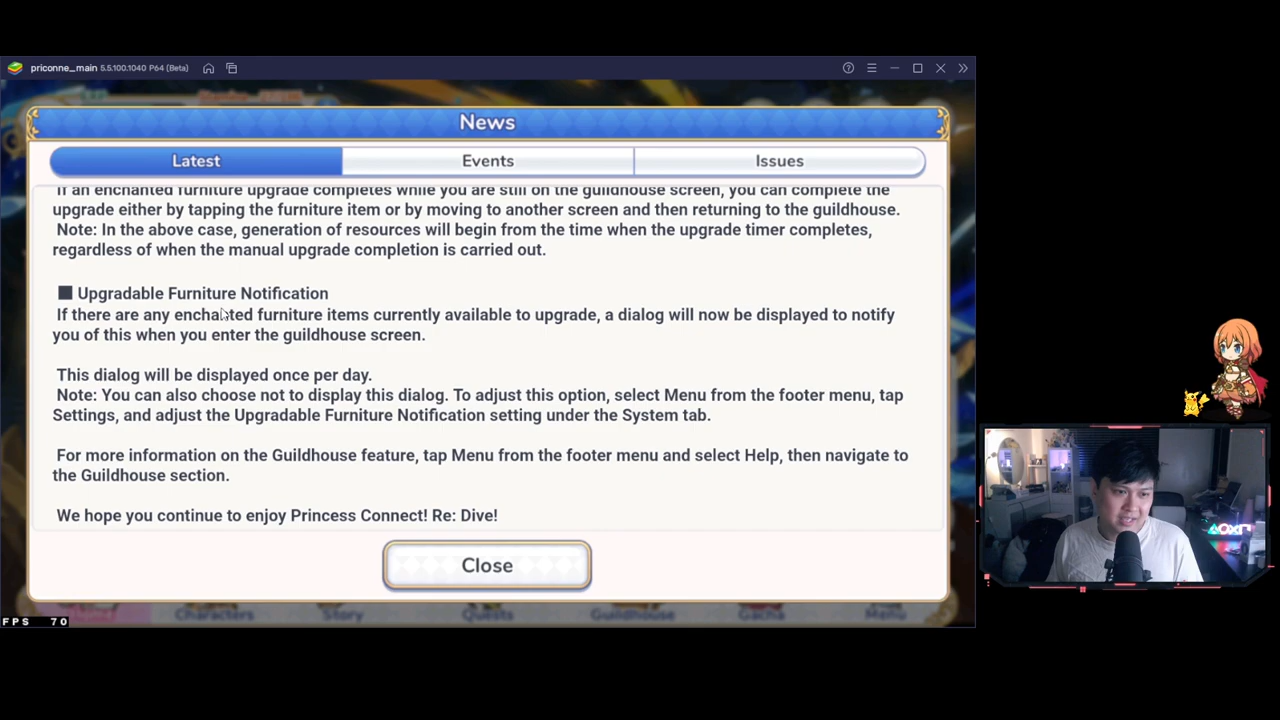 priconne_main 5.5.100.1040 P64 (Beta)
News
Latest
Events
Issues
If an enchanted furniture upgrade completes while you are still on the guildhouse screen, you can complete the
upgrade either by tapping the furniture item or by moving to another screen and then returning to the guildhouse.
Note: In the above case, generation of resources will begin from the time when the upgrade timer completes,
regardless of when the manual upgrade completion is carried out.
■ Upgradable Furniture Notification
If there are any enchanted furniture items currently available to upgrade, a dialog will now be displayed to notify
you of this when you enter the guildhouse screen.
This dialog will be displayed once per day.
Note: You can also choose not to display this dialog. To adjust this option, select Menu from the footer menu, tap
Settings, and adjust the Upgradable Furniture Notification setting under the System tab.
For more information on the Guildhouse feature, tap Menu from the footer menu and select Help, then navigate to
the Guildhouse section.
We hope you continue to enjoy Princess Connect! Re: Dive!
Close
Characters
Story
Quests
Guildhouse
Gacha
Menu
FPS 70